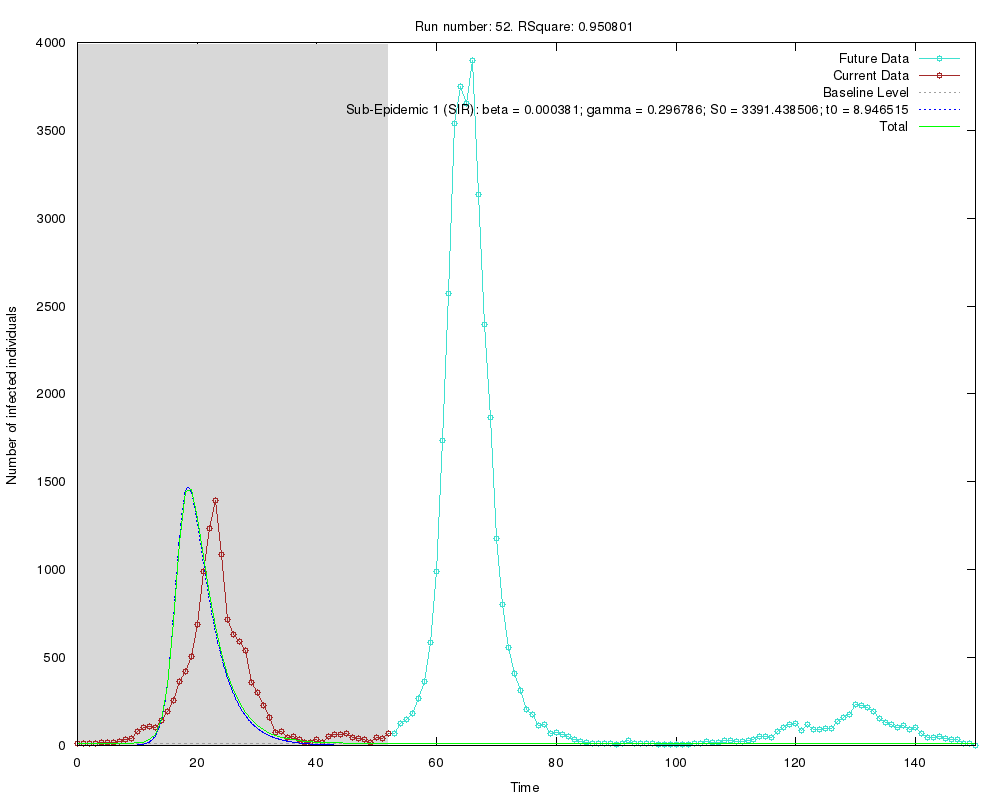 Run number: 52. RSquare: 0.950801
Future Data
Current Data
Baseline Level
Sub-Epidemic 1 (SIR): beta = 0.000381; gamma = 0.296786; S0 = 3391.438506; t0 = 8.946515
Total
4000
3500
3000
2500
2000
1500
1000
500
0
Number of infected individuals
0 20 40 60 80 100 120 140
Time